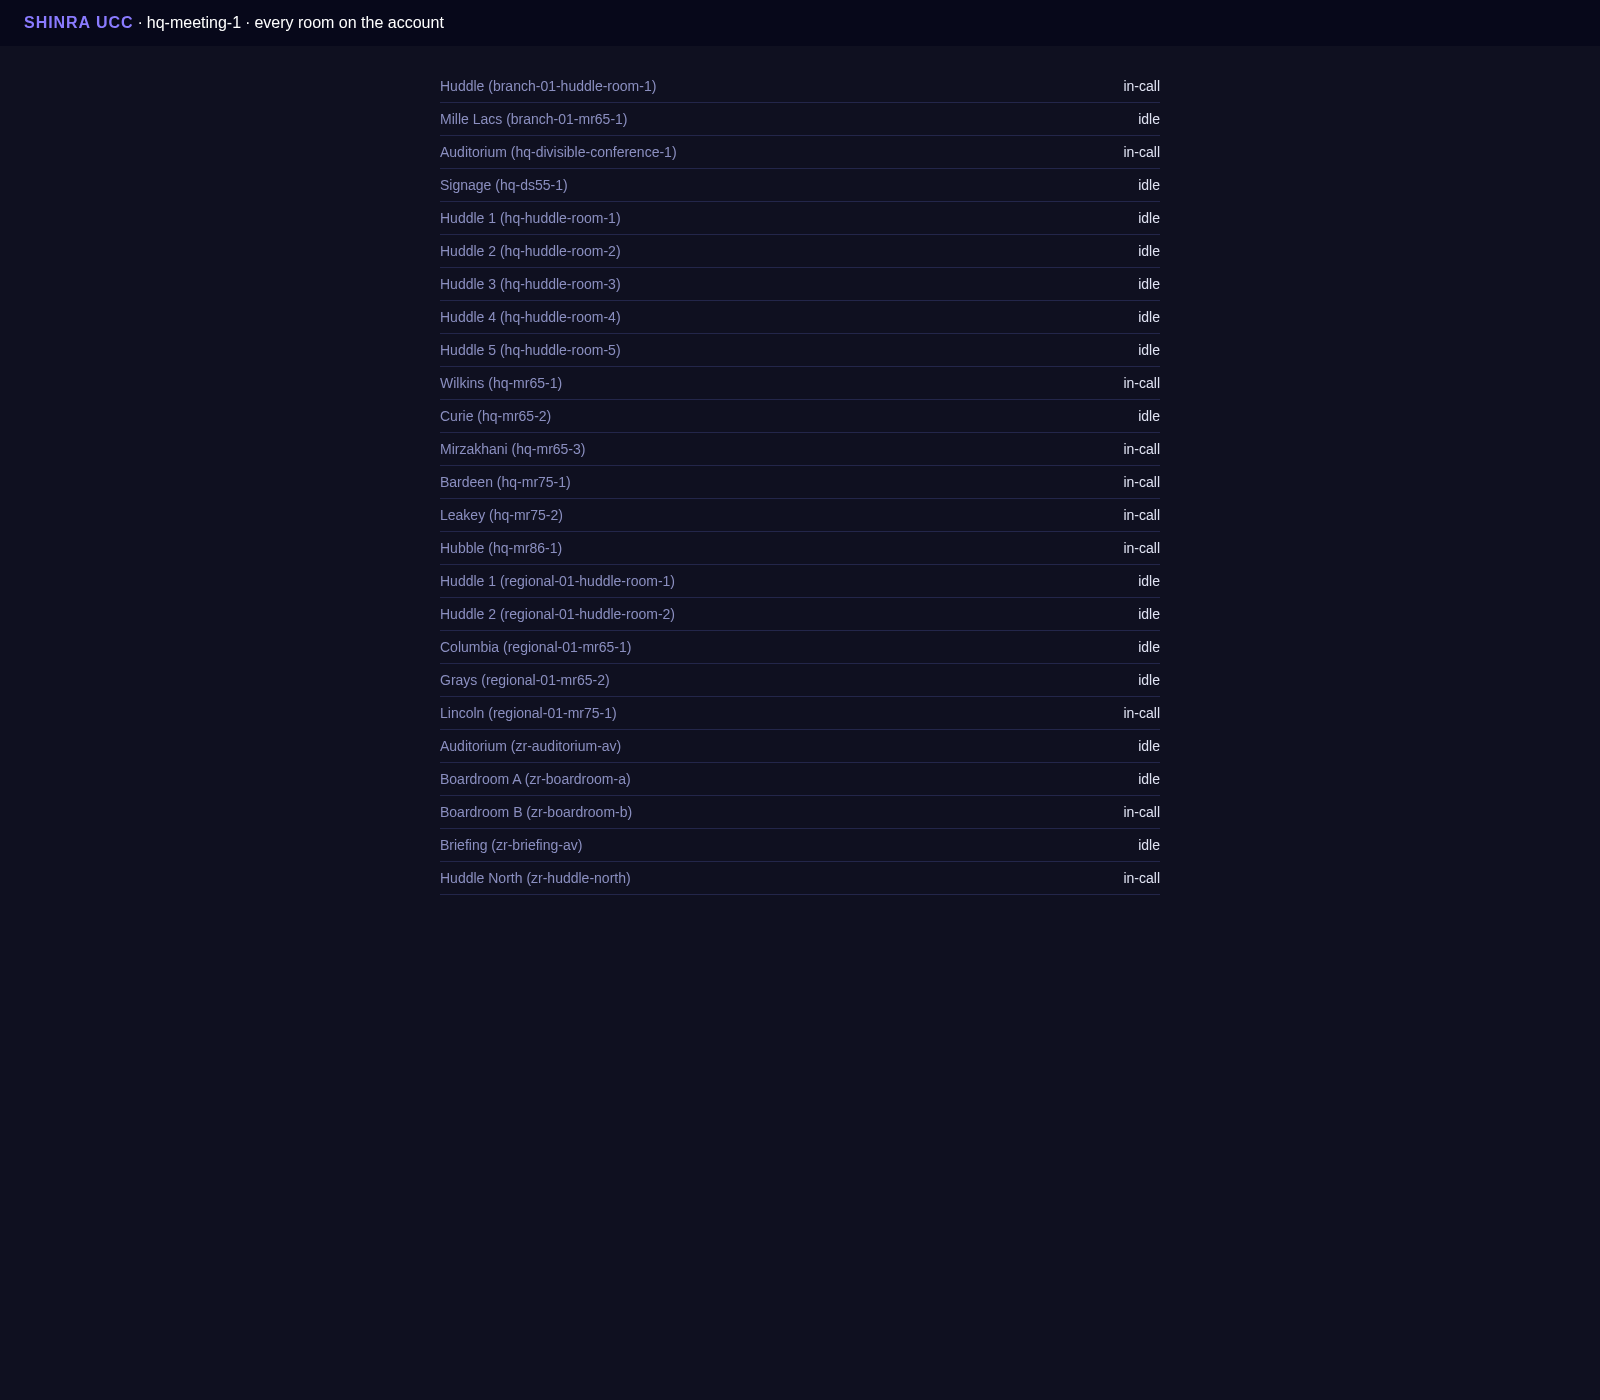 SHINRA UCC · hq-meeting-1 · every room on the account
Huddle (branch-01-huddle-room-1) in-call
Mille Lacs (branch-01-mr65-1) idle
Auditorium (hq-divisible-conference-1) in-call
Signage (hq-ds55-1) idle
Huddle 1 (hq-huddle-room-1) idle
Huddle 2 (hq-huddle-room-2) idle
Huddle 3 (hq-huddle-room-3) idle
Huddle 4 (hq-huddle-room-4) idle
Huddle 5 (hq-huddle-room-5) idle
Wilkins (hq-mr65-1) in-call
Curie (hq-mr65-2) idle
Mirzakhani (hq-mr65-3) in-call
Bardeen (hq-mr75-1) in-call
Leakey (hq-mr75-2) in-call
Hubble (hq-mr86-1) in-call
Huddle 1 (regional-01-huddle-room-1) idle
Huddle 2 (regional-01-huddle-room-2) idle
Columbia (regional-01-mr65-1) idle
Grays (regional-01-mr65-2) idle
Lincoln (regional-01-mr75-1) in-call
Auditorium (zr-auditorium-av) idle
Boardroom A (zr-boardroom-a) idle
Boardroom B (zr-boardroom-b) in-call
Briefing (zr-briefing-av) idle
Huddle North (zr-huddle-north) in-call